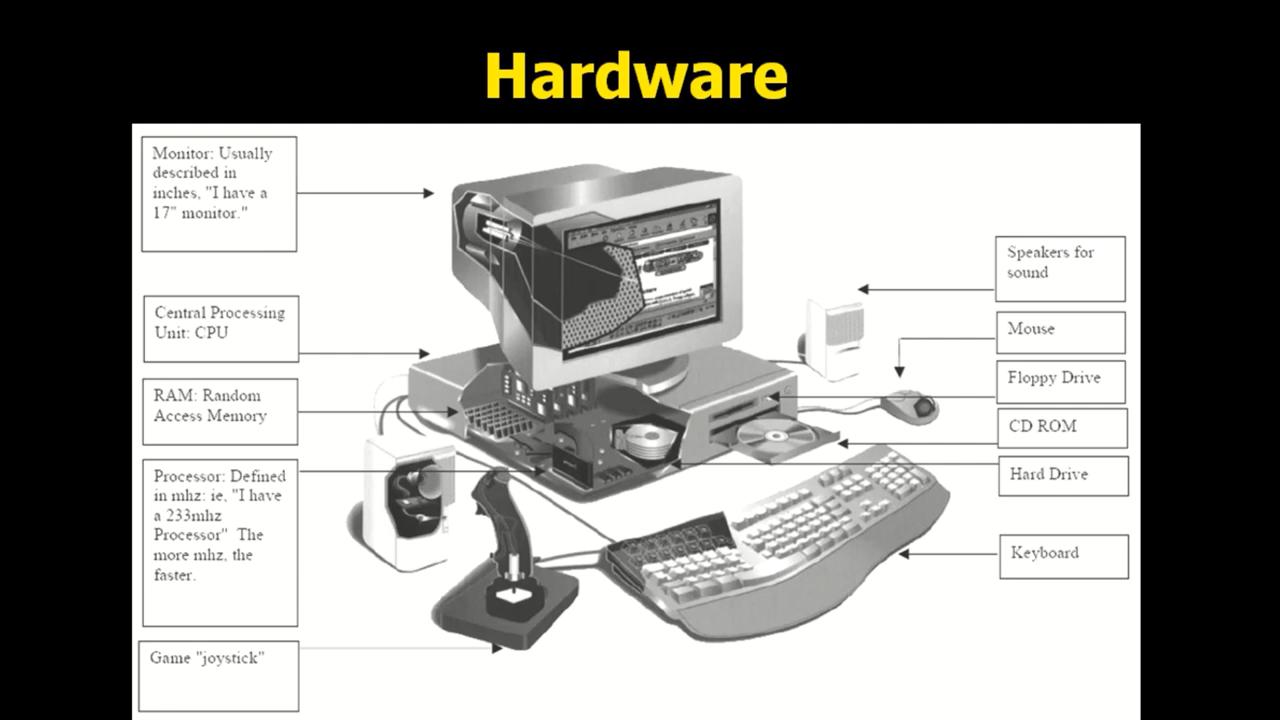 Hardware
Monitor: Usually
described in
inches, "I have a
17" monitor."
Central Processing
Unit: CPU
RAM: Random
Access Memory
Processor: Defined
in mhz: ie, "I have
a 233mhz
Processor"  The
more mhz, the
faster.
Game "joystick"
Speakers for
sound
Mouse
Floppy Drive
CD ROM
Hard Drive
Keyboard